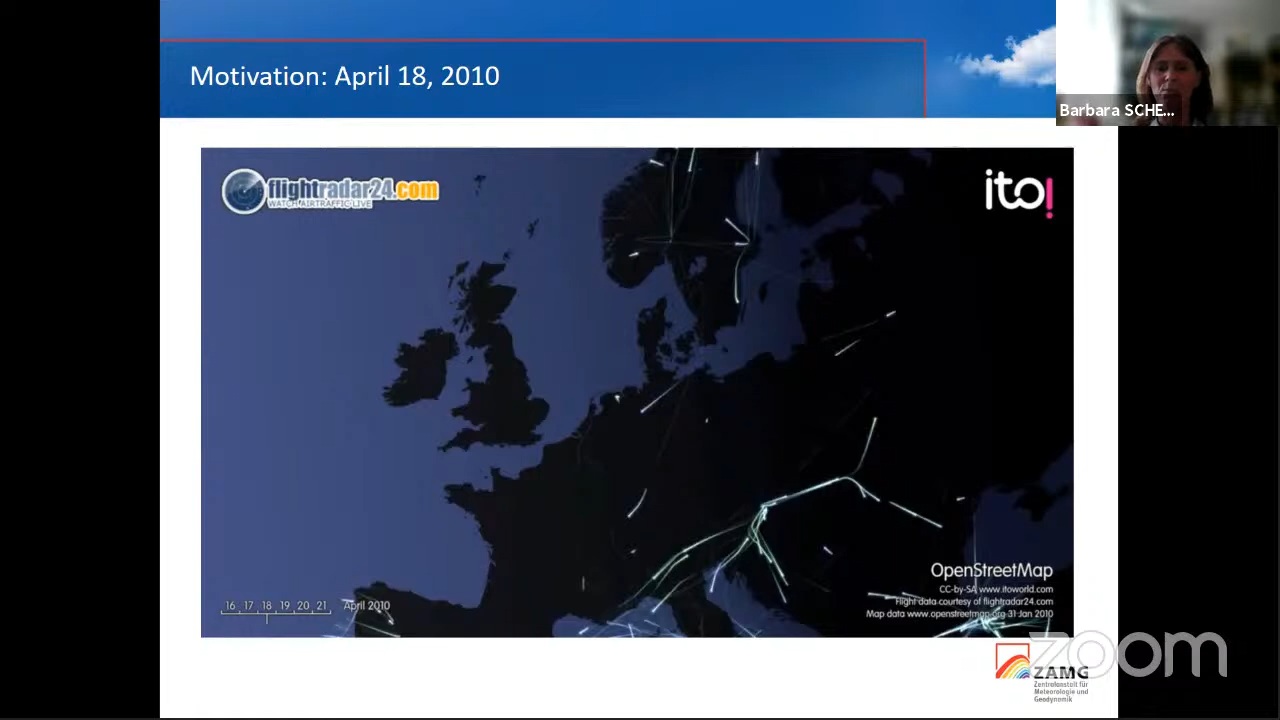 Motivation: April 18, 2010
Barbara SCHE...
flightradar24.com
WATCH AIRTRAFFIC LIVE
ito!
OpenStreetMap
CC-by-SA www.itoworld.com
Flight data courtesy of flightradar24.com
Map data www.openstreetmap.org 31 Jan 2010
16 17 18 19 20 21 April 2010
zoom
ZAMG
Zentralanstalt für
Meteorologie und
Geodynamik